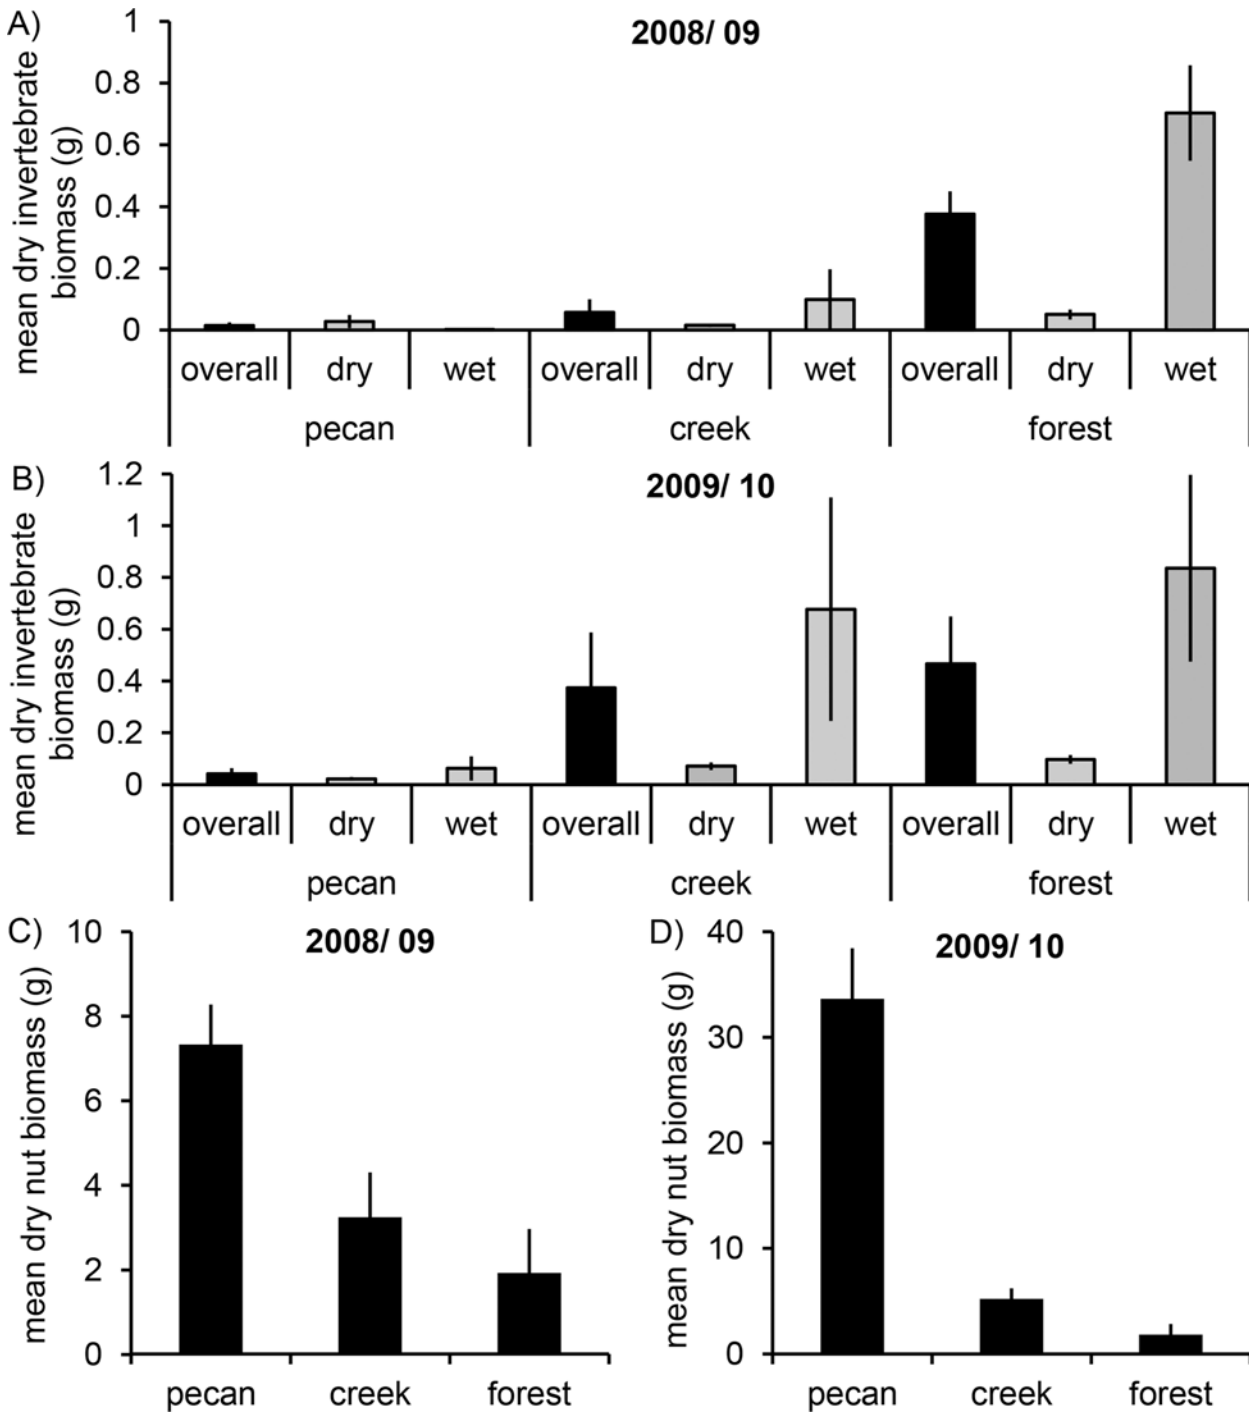 A)
2008/ 09
mean dry invertebrate
biomass (g)
1
0.8
0.6
0.4
0.2
0
overall dry wet overall dry wet overall dry wet
pecan creek forest
B)
2009/ 10
mean dry invertebrate
biomass (g)
1.2
1
0.8
0.6
0.4
0.2
0
overall dry wet overall dry wet overall dry wet
pecan creek forest
C)
2008/ 09
mean dry nut biomass (g)
10
8
6
4
2
0
pecan creek forest
D)
2009/ 10
mean dry nut biomass (g)
40
30
20
10
0
pecan creek forest